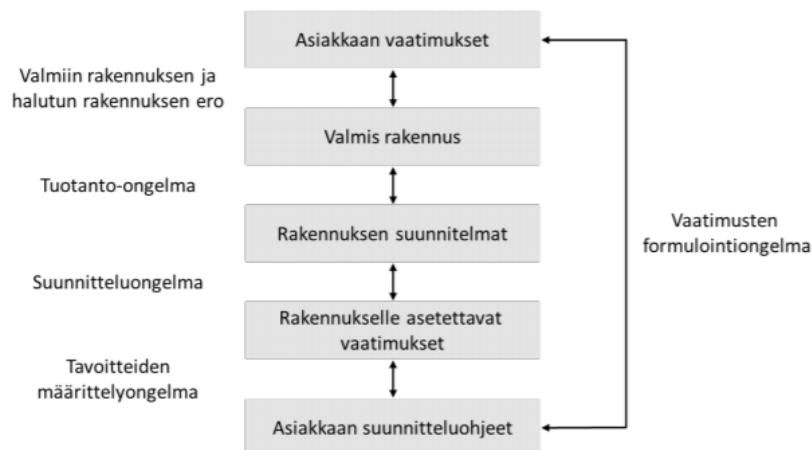 Asiakkaan vaatimukset
Valmiin rakennuksen ja
halutun rakennuksen ero
Valmis rakennus
Tuotanto-ongelma
Rakennuksen suunnitelmat
Vaatimusten
formulointiongelma
Suunnitteluongelma
Rakennukselle asetettavat
vaatimukset
Tavoitteiden
määrittelyongelma
Asiakkaan suunnitteluohjeet